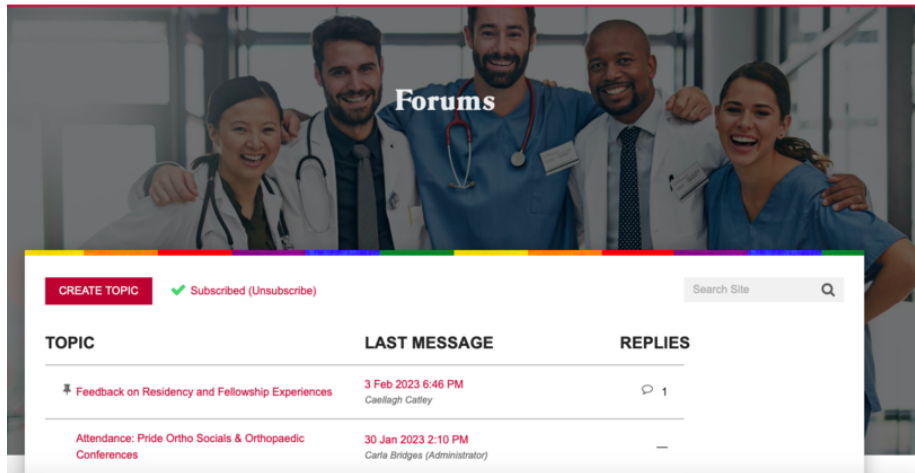 Forums
CREATE TOPIC
Subscribed (Unsubscribe)
Search Site
TOPIC LAST MESSAGE REPLIES
Feedback on Residency and Fellowship Experiences 3 Feb 2023 6:46 PM 1
Caellagh Catley
Attendance: Pride Ortho Socials & Orthopaedic 30 Jan 2023 2:10 PM —
Conferences Carla Bridges (Administrator)